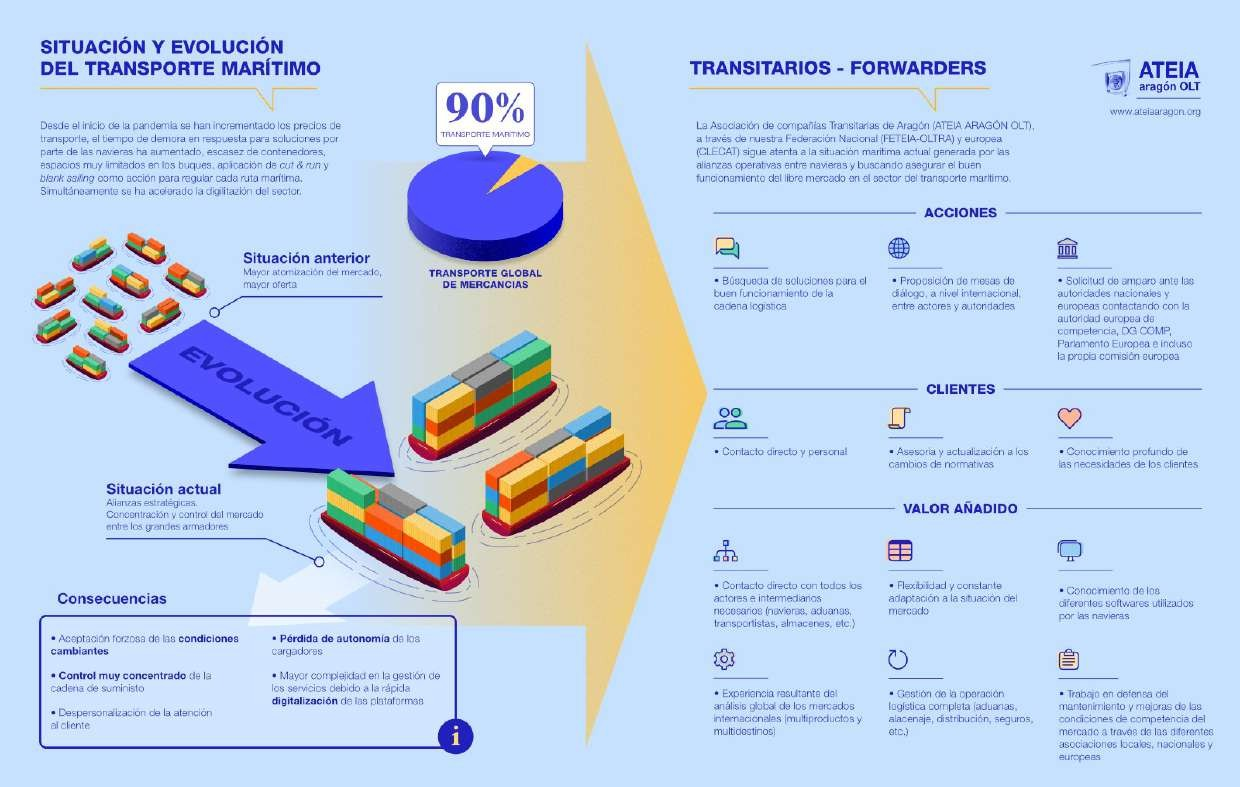 SITUACIÓN Y EVOLUCIÓN
DEL TRANSPORTE MARÍTIMO
Desde el inicio de la pandemia se han incrementado los precios de
transporte, el tiempo de demora en respuesta para soluciones por
parte de las navieras ha aumentado, escasez de contenedores,
espacios muy limitados en los buques, aplicación de cut & run y
blank sailing como acción para regular cada ruta marítima.
Simultáneamente se ha acelerado la digilitación del sector.
90%
TRANSPORTE MARÍTIMO
TRANSPORTE GLOBAL
DE MERCANCIAS
Situación anterior
Mayor atomización del mercado,
mayor oferta
EVOLUCIÓN
Situación actual
Alianzas estratégicas.
Concentración y control del mercado
entre los grandes armadores
Consecuencias
• Aceptación forzosa de las condiciones
cambiantes
• Control muy concentrado de la
cadena de suministo
• Despersonalización de la atención
al cliente
• Pérdida de autonomía de los
cargadores
• Mayor complejidad en la gestión de
los servicios debido a la rápida
digitalización de las plataformas
i
TRANSITARIOS - FORWARDERS
ATEIA
aragón OLT
www.ateiaaragon.org
La Asociación de compañías Transitarias de Aragón (ATEIA ARAGÓN OLT),
a través de nuestra Federación Nacional (FETEIA-OLTRA) y europea
(CLECAT) sigue atenta a la situación marítima actual generada por las
alianzas operativas entre navieras y buscando asegurar el buen
funcionamiento del libre mercado en el sector del transporte marítimo.
ACCIONES
• Búsqueda de soluciones para el
buen funcionamiento de la
cadena logística
• Proposición de mesas de
diálogo, a nivel internacional,
entre actores y autoridades
• Solicitud de amparo ante las
autoridades nacionales y
europeas contactando con la
autoridad europea de
competencia, DG COMP,
Parlamento Europea e incluso
la propia comisión europea
CLIENTES
• Contacto directo y personal
• Asesoria y actualización a los
cambios de normativas
• Conocimiento profundo de
las necesidades de los clientes
VALOR AÑADIDO
• Contacto directo con todos los
actores e intermediarios
necesarios (navieras, aduanas,
transportistas, almacenes, etc.)
• Flexibilidad y constante
adaptación a la situación del
mercado
• Conocimiento de los
diferentes softwares utilizados
por las navieras
• Experiencia resultante del
análisis global de los mercados
internacionales (multiproductos y
multidestinos)
• Gestión de la operación
logística completa (aduanas,
alacenaje, distribución, seguros,
etc.)
• Trabajo en defensa del
mantenimiento y mejoras de las
condiciones de competencia del
mercado a través de las diferentes
asociaciones locales, nacionales y
europeas